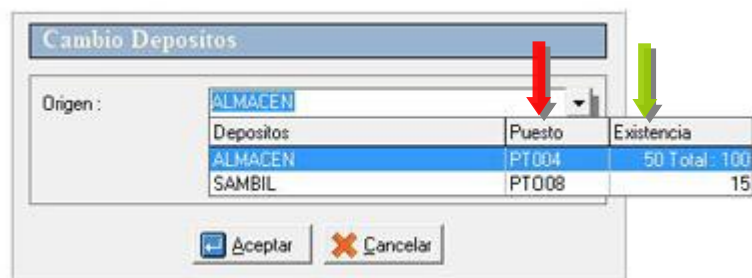 Cambio Depositos
Origen : ALMACEN
Depositos Puesto Existencia
ALMACEN PT004 50 Total : 100
SAMBIL PTO08 15
Aceptar Cancelar